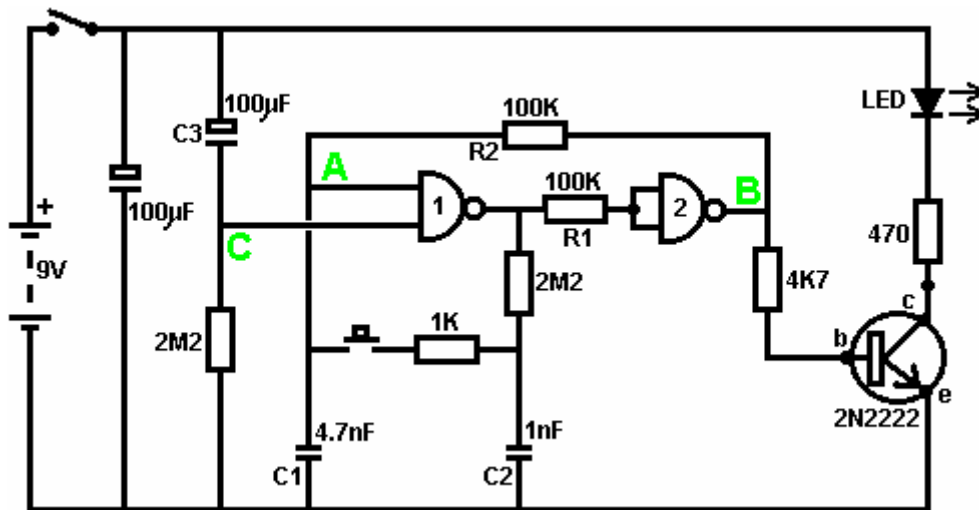 100µF
C3
100K
R2
LED
A
1
100K
R1
2
B
+
9V
100µF
C
2M2
1K
2M2
4K7
470
c
b
e
2N2222
4.7nF
C1
1nF
C2